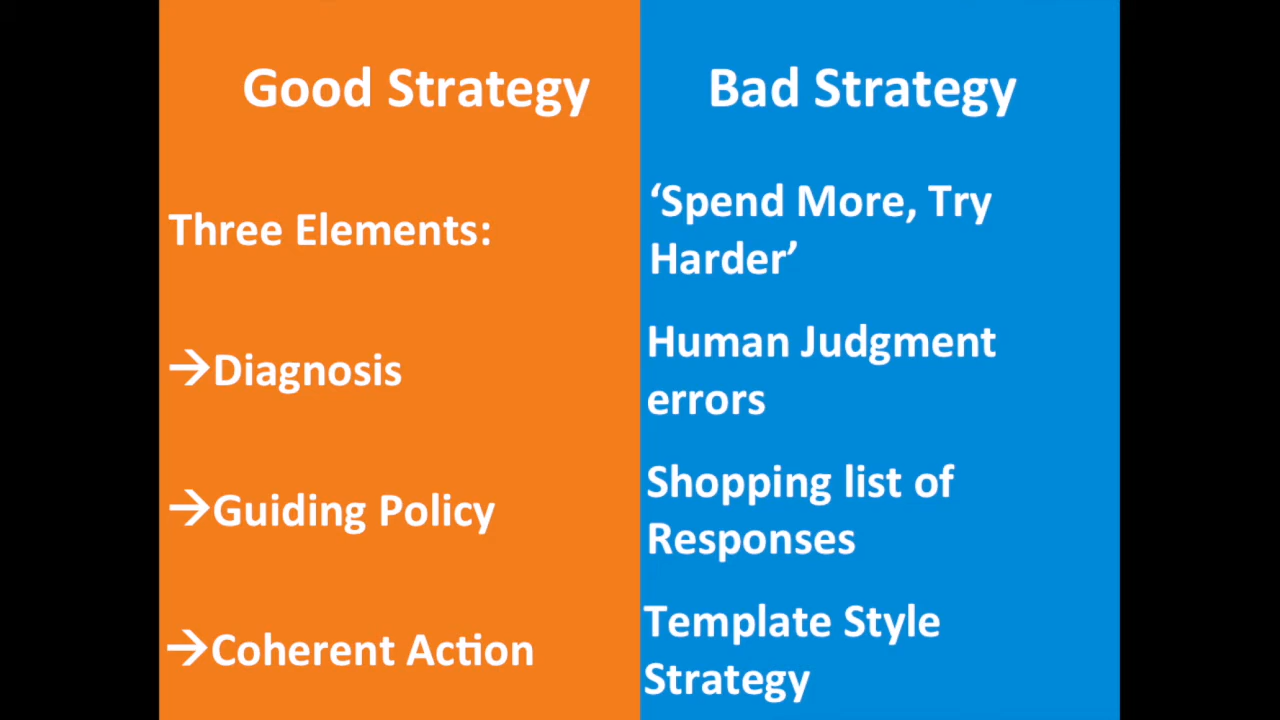 Good Strategy
Three Elements:
→Diagnosis
→Guiding Policy
→Coherent Action
Bad Strategy
‘Spend More, Try
Harder’
Human Judgment
errors
Shopping list of
Responses
Template Style
Strategy